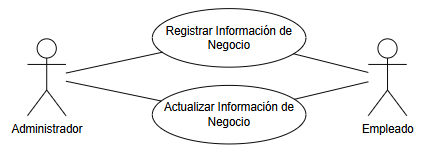 Registrar Información de
Negocio
Actualizar Información de
Negocio
Administrador
Empleado